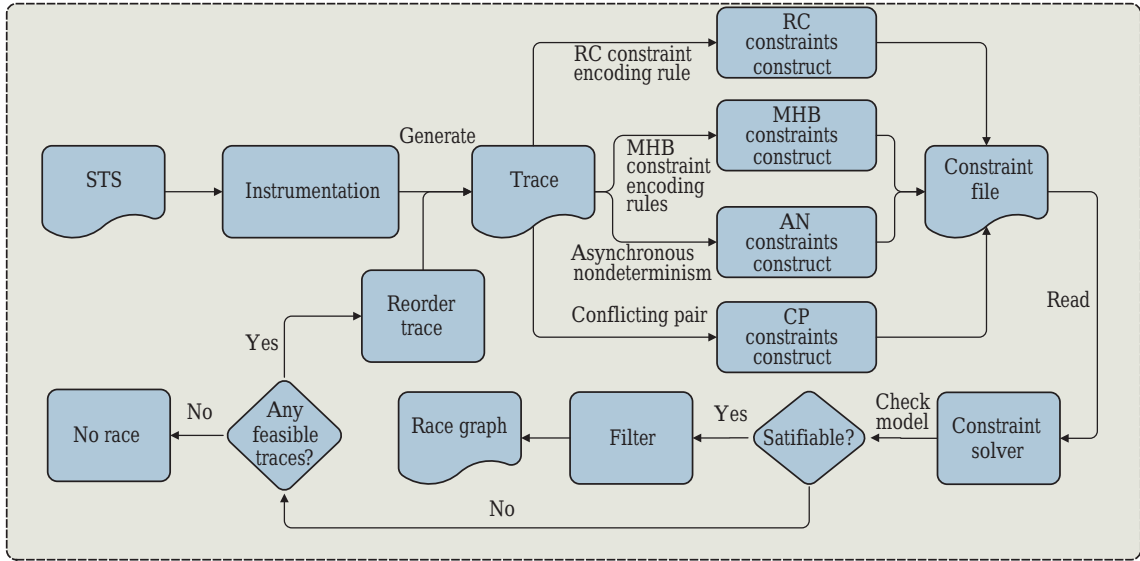 RC
constraints
construct
RC constraint
encoding rule
Generate
MHB
constraints
construct
STS
Instrumentation
Trace
MHB
constraint
encoding
rules
Constraint
file
AN
constraints
construct
Asynchronous
nondeterminism
Reorder
trace
Conflicting pair
CP
constraints
construct
Read
Yes
No race
No
Any
feasible
traces?
Race graph
Filter
Yes
Satifiable?
Check
model
Constraint
solver
No